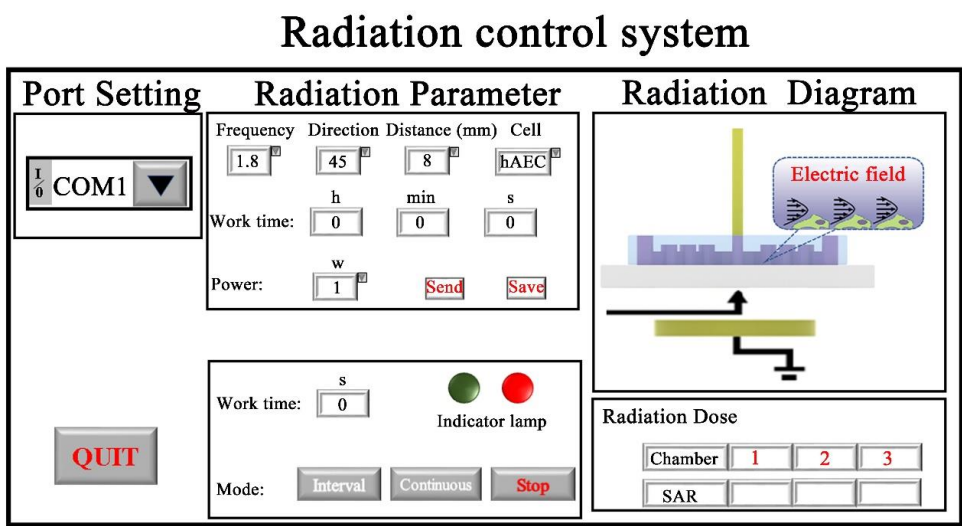 Radiation control system
Port Setting
I/0 COM1
QUIT
Radiation Parameter
Frequency Direction Distance (mm) Cell
1.8 45 8 hAEC
h min s
Work time: 0 0 0
w
Power: 1 Send Save
s
Work time: 0
Indicator lamp
Mode: Interval Continuous Stop
Radiation Diagram
Electric field
Radiation Dose
Chamber 1 2 3
SAR